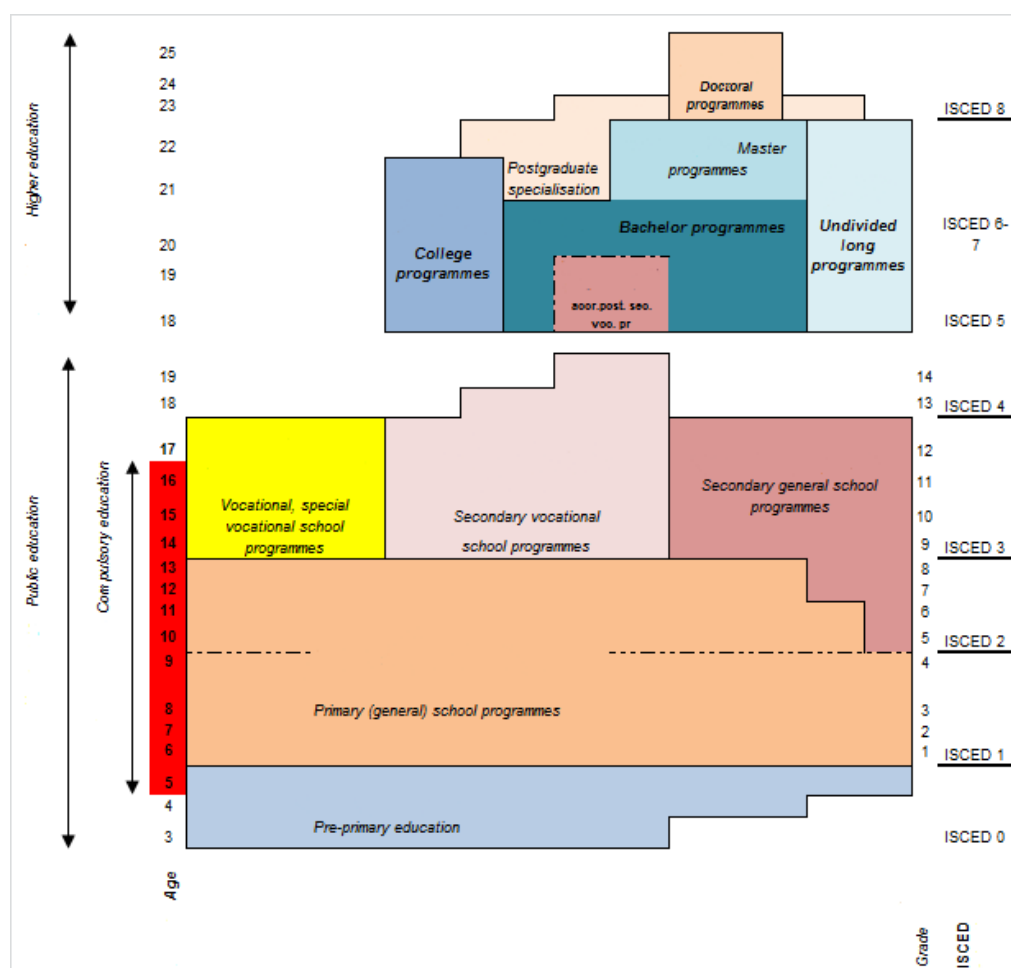 Higher education
25
24
23
22
21
20
19
18
Doctoral
programmes
Master
programmes
Postgraduate
specialisation
Bachelor programmes
College
programmes
Undivided
long
programmes
aoor.post. seo.
voo. pr
ISCED 8
ISCED 6-
7
ISCED 5
Public education
Compulsory education
19
18
17
16
15
14
13
12
11
10
9
8
7
6
5
4
3
Age
Vocational, special
vocational school
programmes
Secondary vocational
school programmes
Secondary general school
programmes
Primary (general) school programmes
Pre-primary education
14
13
12
11
10
9
8
7
6
5
4
3
2
1
Grade
ISCED 4
ISCED 3
ISCED 2
ISCED 1
ISCED 0
ISCED